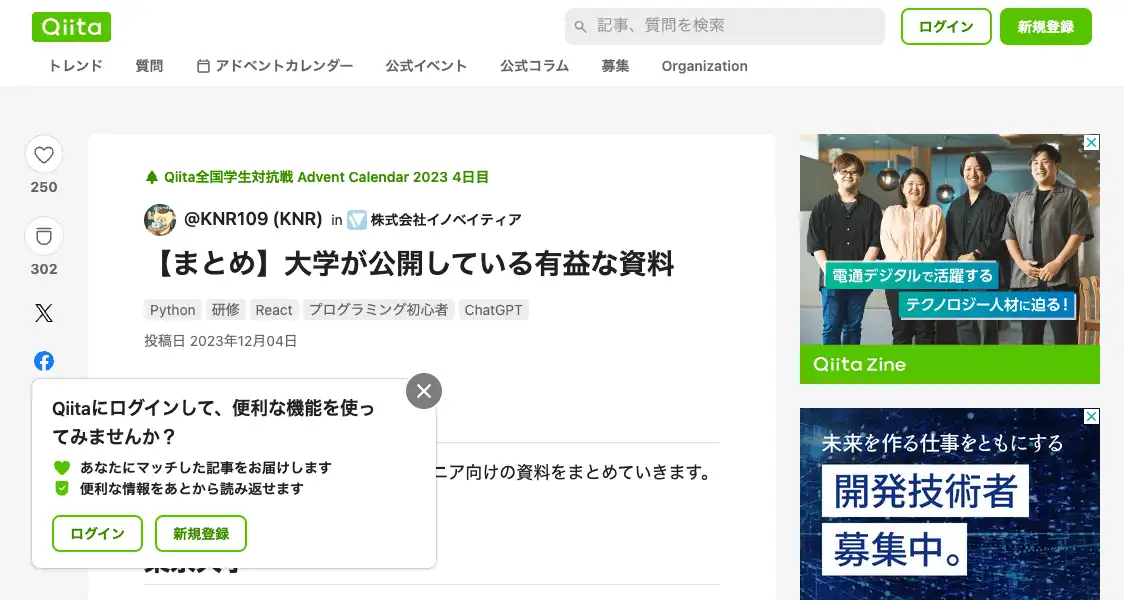 Qiita
記事、質問を検索
ログイン
新規登録
トレンド
質問
アドベントカレンダー
公式イベント
公式コラム
募集
Organization
250
302
Qiita全国学生対抗戦 Advent Calendar 2023 4日目
@KNR109 (KNR) in 株式会社イノベイティア
【まとめ】大学が公開している有益な資料
Python 研修 React プログラミング初心者 ChatGPT
投稿日 2023年12月04日
ニア向けの資料をまとめていきます。
Qiitaにログインして、便利な機能を使っ
てみませんか？
あなたにマッチした記事をお届けします
便利な情報をあとから読み返せます
ログイン
新規登録
電通デジタルで活躍する
テクノロジー人材に迫る！
Qiita Zine
未来を作る仕事をともにする
開発技術者
募集中。